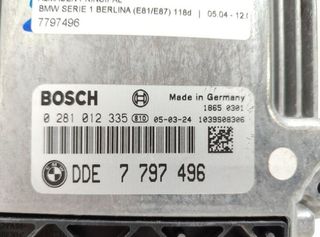 BMW SERIE 1 BERLINA (E81/E87) 118d | 05.04 - 12.0
7797496
BOSCH
Made in Germany
1865 0301
0 281 012 335 810 05-03-24 1039S08306
DDE 7 797 496